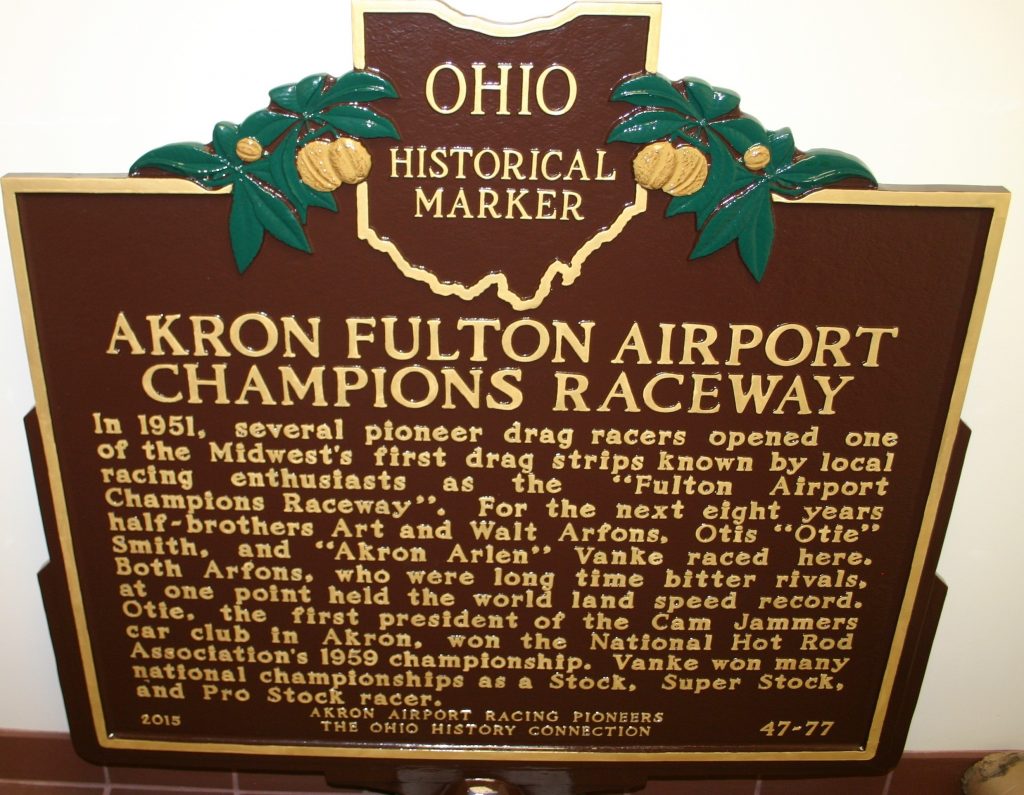 OHIO
HISTORICAL
MARKER
AKRON FULTON AIRPORT
CHAMPIONS RACEWAY
In 1951, several pioneer drag racers opened one
of the Midwest's first drag strips known by local
racing enthusiasts as the "Fulton Airport
Champions Raceway". For the next eight years
half-brothers Art and Walt Arfons, Otis "Otie"
Smith, and "Akron Arlen" Vanke raced here.
Both Arfons, who were long time bitter rivals,
at one point held the world land speed record.
Otie, the first president of the Cam Jammers
car club in Akron, won the National Hot Rod
Association's 1959 championship. Vanke won many
national championships as a Stock, Super Stock,
and Pro Stock racer.
AKRON AIRPORT RACING PIONEERS
2015 THE OHIO HISTORY CONNECTION 47-77